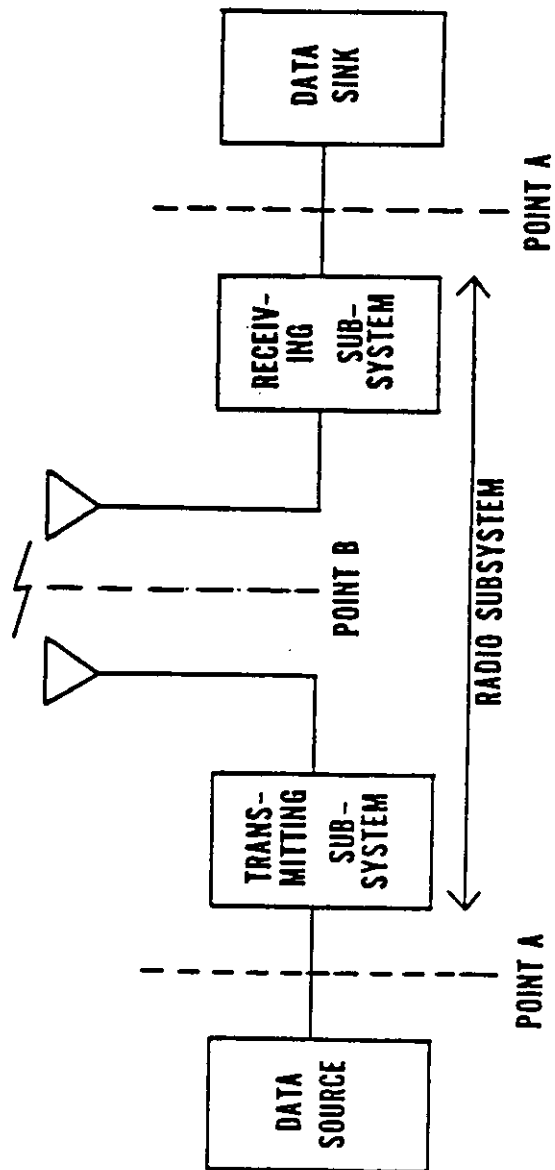 DATA
SOURCE
POINT A
TRANS-
MITTING
SUB-
SYSTEM
POINT B
RADIO SUBSYSTEM
RECEIV-
ING
SUB-
SYSTEM
POINT A
DATA
SINK